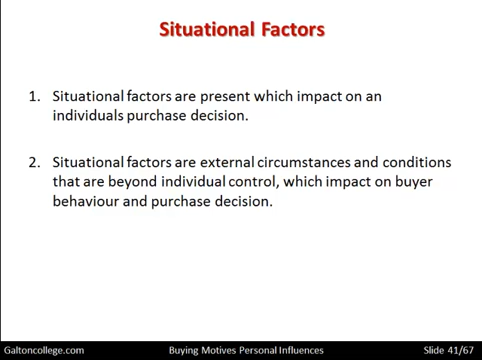 Situational Factors
1. Situational factors are present which impact on an
individuals purchase decision.
2. Situational factors are external circumstances and conditions
that are beyond individual control, which impact on buyer
behaviour and purchase decision.
Galtoncollege.com Buying Motives Personal Influences Slide 41/67